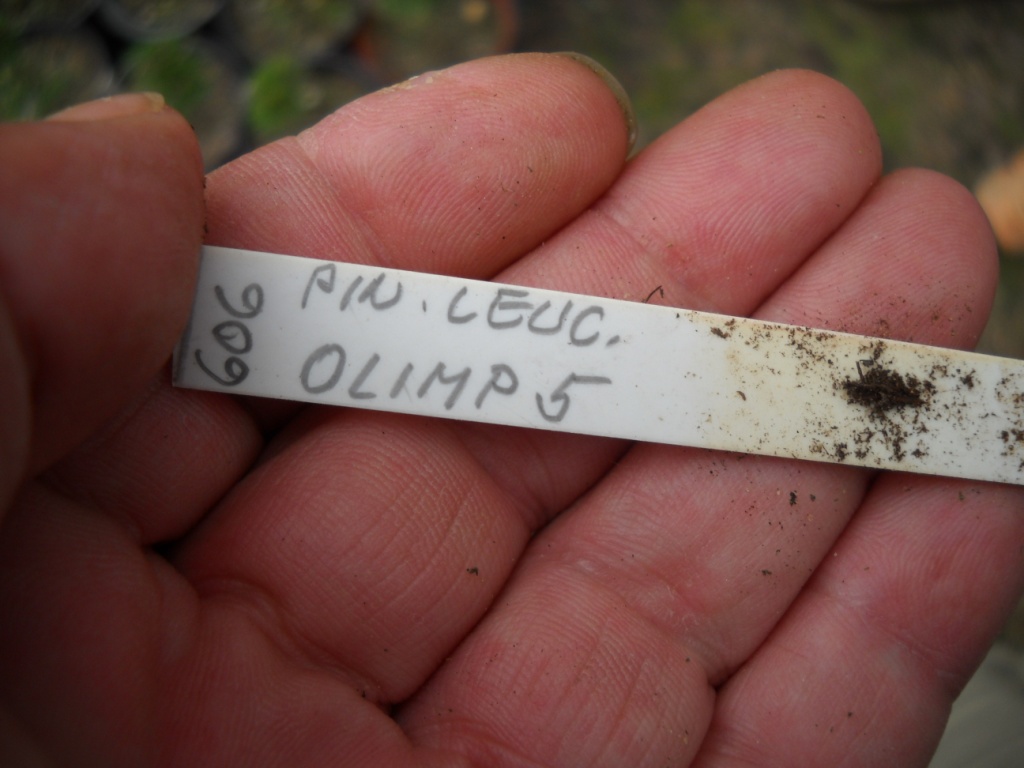 606
PIN. LEUC.
OLIMP 5